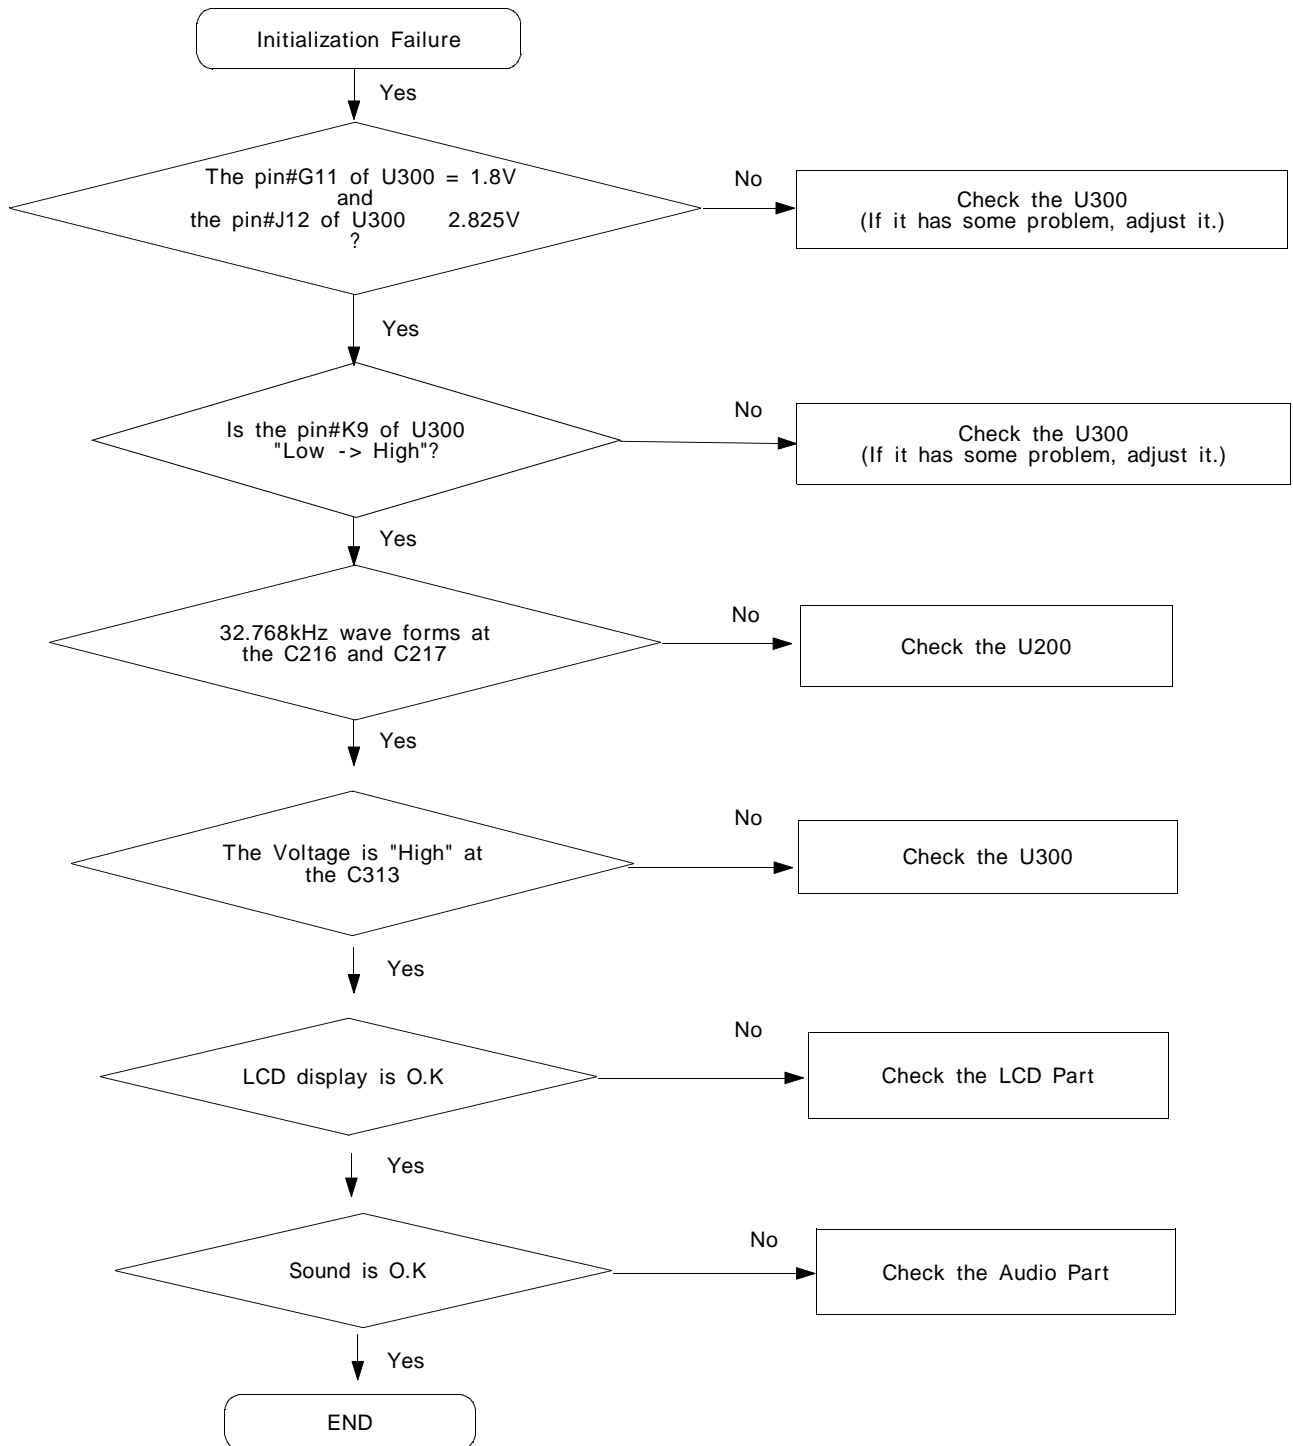 Initialization Failure
Yes
The pin#G11 of U300 = 1.8V
and
the pin#J12 of U300 2.825V
?
No
Check the U300
(If it has some problem, adjust it.)
Yes
Is the pin#K9 of U300
"Low -> High"?
No
Check the U300
(If it has some problem, adjust it.)
Yes
32.768kHz wave forms at
the C216 and C217
No
Check the U200
Yes
The Voltage is "High" at
the C313
No
Check the U300
Yes
LCD display is O.K
No
Check the LCD Part
Yes
Sound is O.K
No
Check the Audio Part
Yes
END